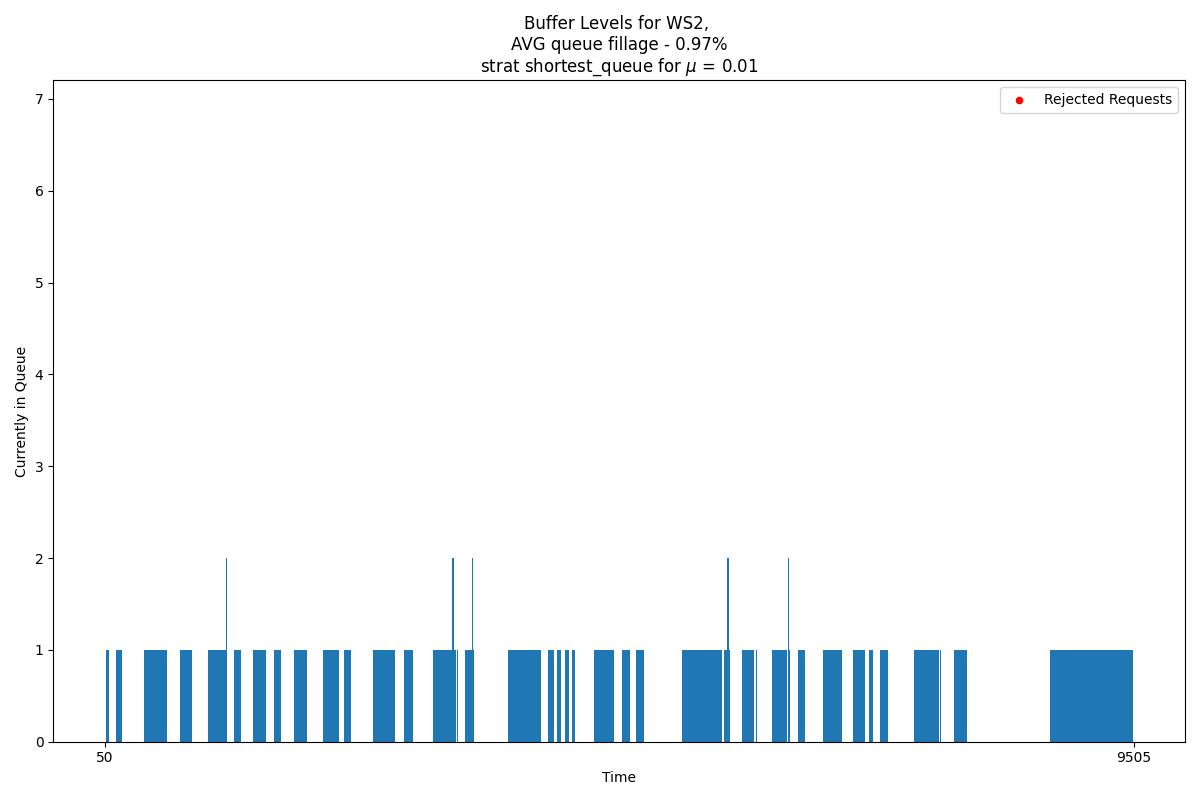 Buffer Levels for WS2,
AVG queue fillage - 0.97%
strat shortest_queue for μ = 0.01
Rejected Requests
7
6
5
4
3
2
1
0
Currently in Queue
50
9505
Time